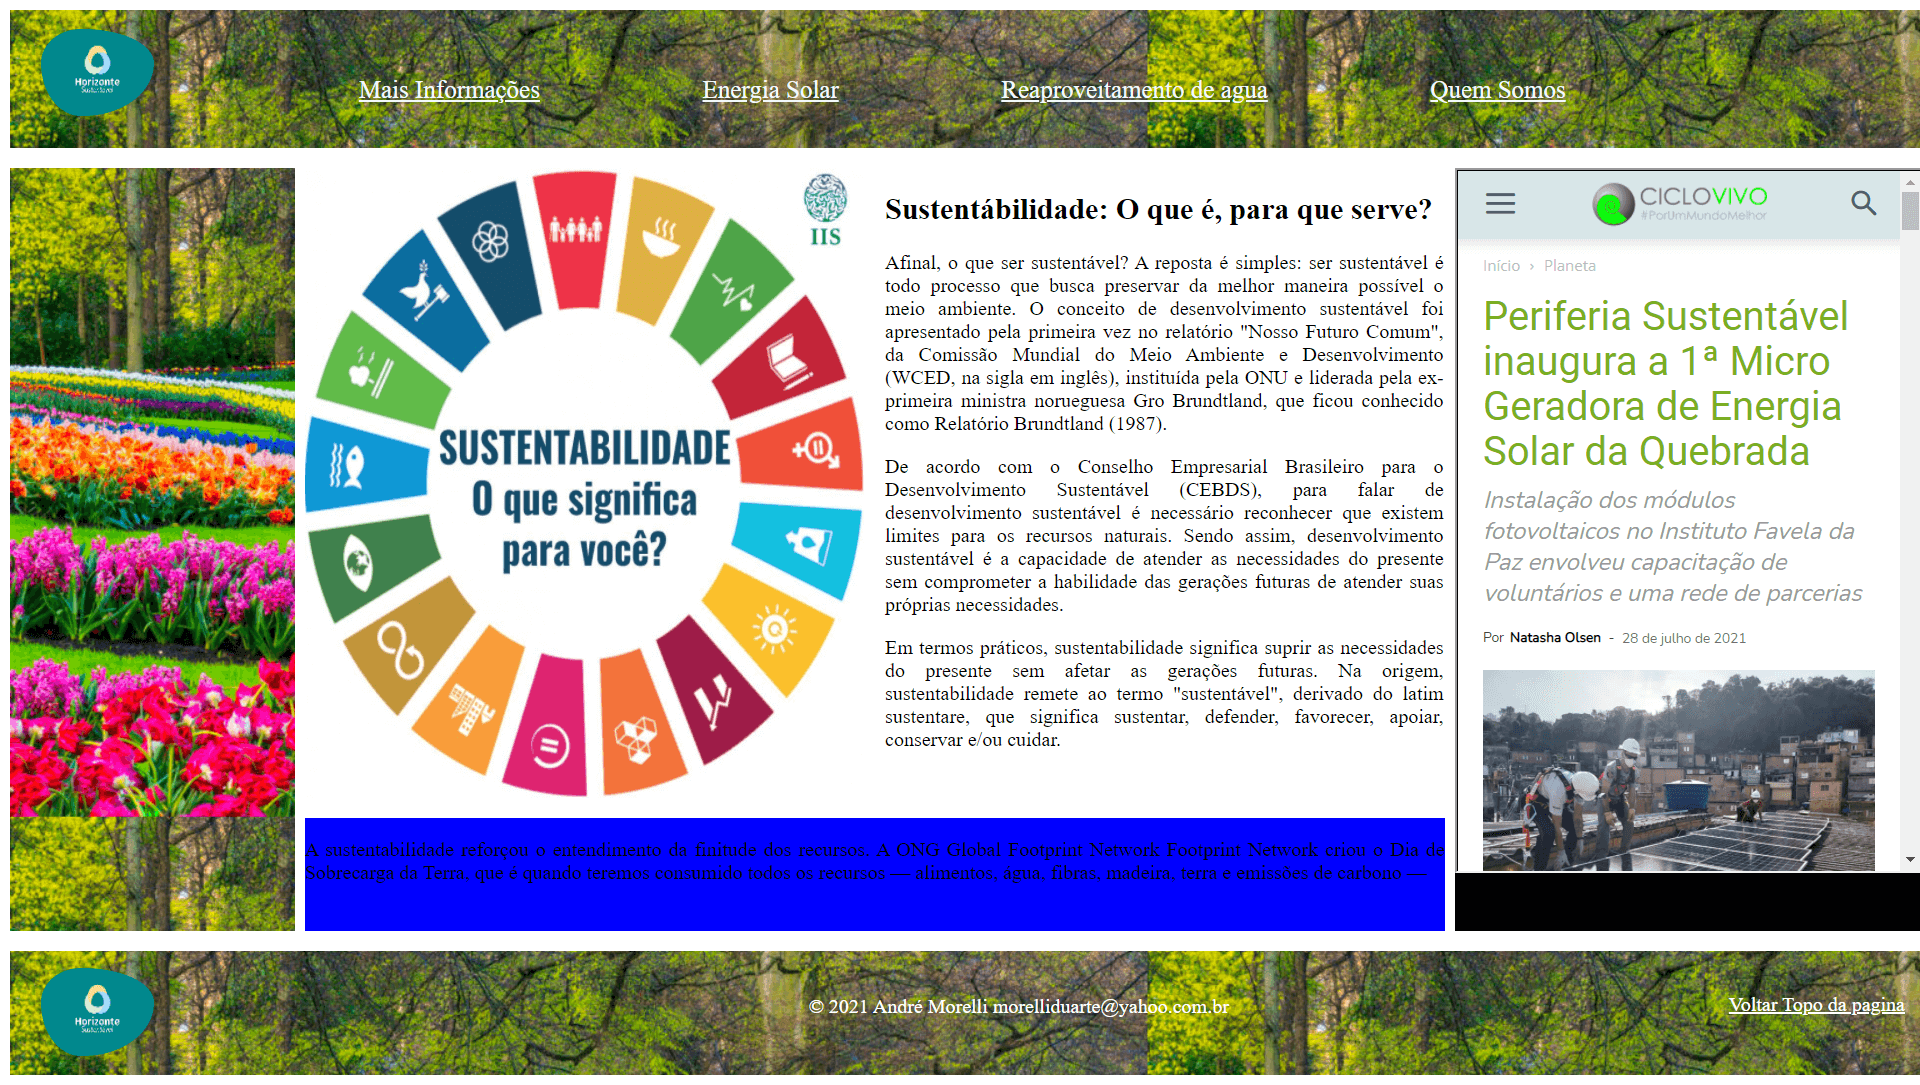 Horizonte
Sustentável
Mais Informações
Energia Solar
Reaproveitamento de agua
Quem Somos
IIS
SUSTENTABILIDADE
O que significa
para você?
Sustentábilidade: O que é, para que serve?
Afinal, o que ser sustentável? A reposta é simples: ser sustentável é
todo processo que busca preservar da melhor maneira possível o
meio ambiente. O conceito de desenvolvimento sustentável foi
apresentado pela primeira vez no relatório "Nosso Futuro Comum",
da Comissão Mundial do Meio Ambiente e Desenvolvimento
(WCED, na sigla em inglês), instituída pela ONU e liderada pela ex-
primeira ministra norueguesa Gro Brundtland, que ficou conhecido
como Relatório Brundtland (1987).
De acordo com o Conselho Empresarial Brasileiro para o
Desenvolvimento Sustentável (CEBDS), para falar de
desenvolvimento sustentável é necessário reconhecer que existem
limites para os recursos naturais. Sendo assim, desenvolvimento
sustentável é a capacidade de atender as necessidades do presente
sem comprometer a habilidade das gerações futuras de atender suas
próprias necessidades.
Em termos práticos, sustentabilidade significa suprir as necessidades
do presente sem afetar as gerações futuras. Na origem,
sustentabilidade remete ao termo "sustentável", derivado do latim
sustentare, que significa sustentar, defender, favorecer, apoiar,
conservar e/ou cuidar.
A sustentabilidade reforçou o entendimento da finitude dos recursos. A ONG Global Footprint Network Footprint Network criou o Dia de
Sobrecarga da Terra, que é quando teremos consumido todos os recursos — alimentos, água, fibras, madeira, terra e emissões de carbono —
CICLOVIVO
#PorUmMundoMelhor
Início › Planeta
Periferia Sustentável
inaugura a 1ª Micro
Geradora de Energia
Solar da Quebrada
Instalação dos módulos
fotovoltaicos no Instituto Favela da
Paz envolveu capacitação de
voluntários e uma rede de parcerias
Por Natasha Olsen - 28 de julho de 2021
Horizonte
Sustentável
© 2021 André Morelli morelliduarte@yahoo.com.br
Voltar Topo da pagina